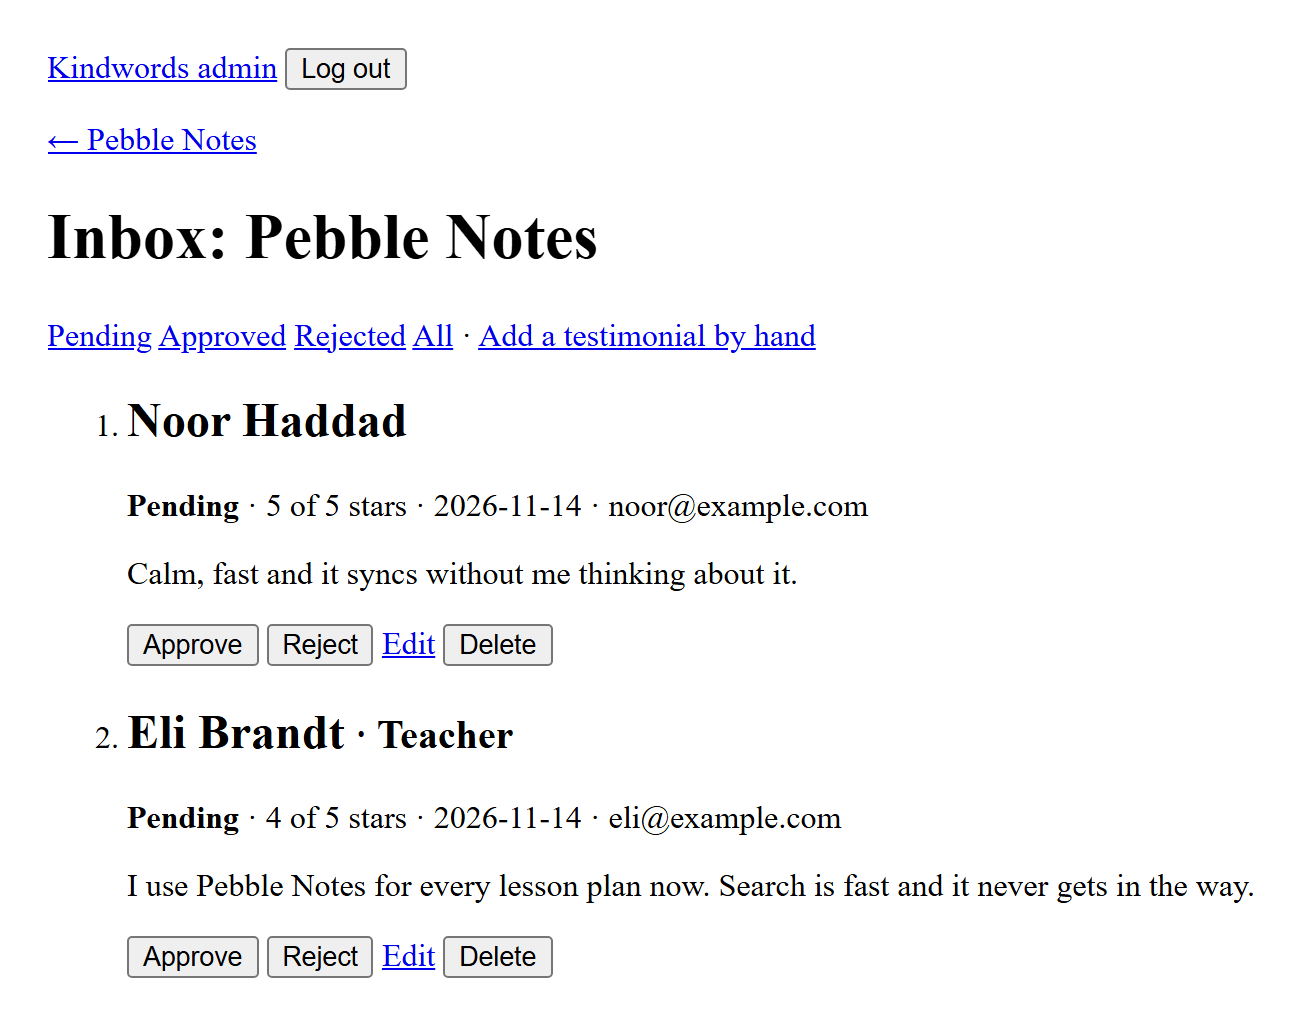 Kindwords admin Log out
← Pebble Notes
Inbox: Pebble Notes
Pending Approved Rejected All · Add a testimonial by hand
1. Noor Haddad
Pending · 5 of 5 stars · 2026-11-14 · noor@example.com
Calm, fast and it syncs without me thinking about it.
Approve Reject Edit Delete
2. Eli Brandt · Teacher
Pending · 4 of 5 stars · 2026-11-14 · eli@example.com
I use Pebble Notes for every lesson plan now. Search is fast and it never gets in the way.
Approve Reject Edit Delete